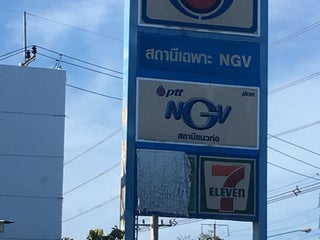 สถานีเฉพาะ NGV
ptt ปตท.
NGV
สถานีแนวท่อ
7
ELEVEN